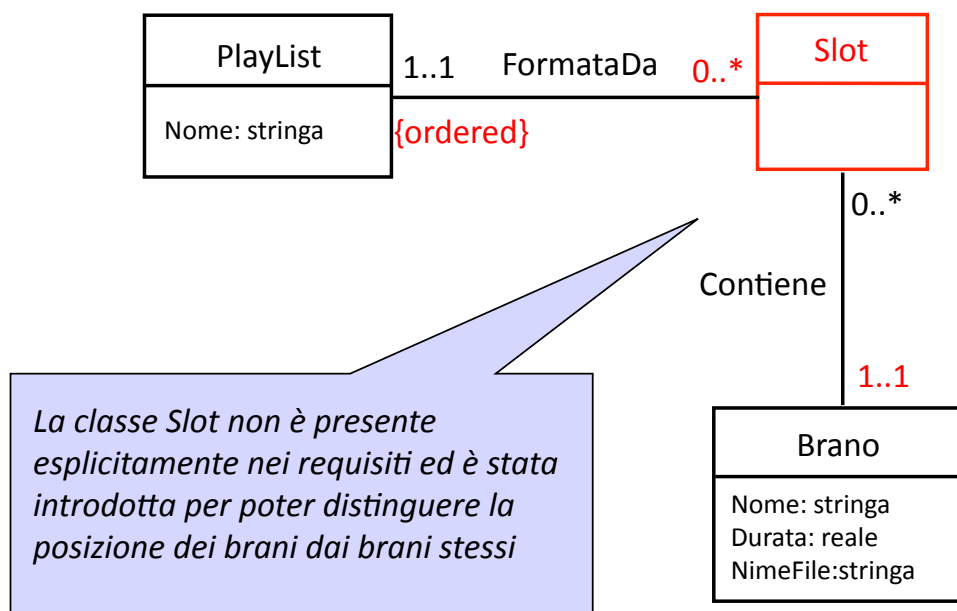 PlayList
Nome: stringa
1..1
FormataDa
0..*
{ordered}
Slot
0..*
Contiene
1..1
La classe Slot non è presente
esplicitamente nei requisiti ed è stata
introdotta per poter distinguere la
posizione dei brani dai brani stessi
Brano
Nome: stringa
Durata: reale
NimeFile:stringa